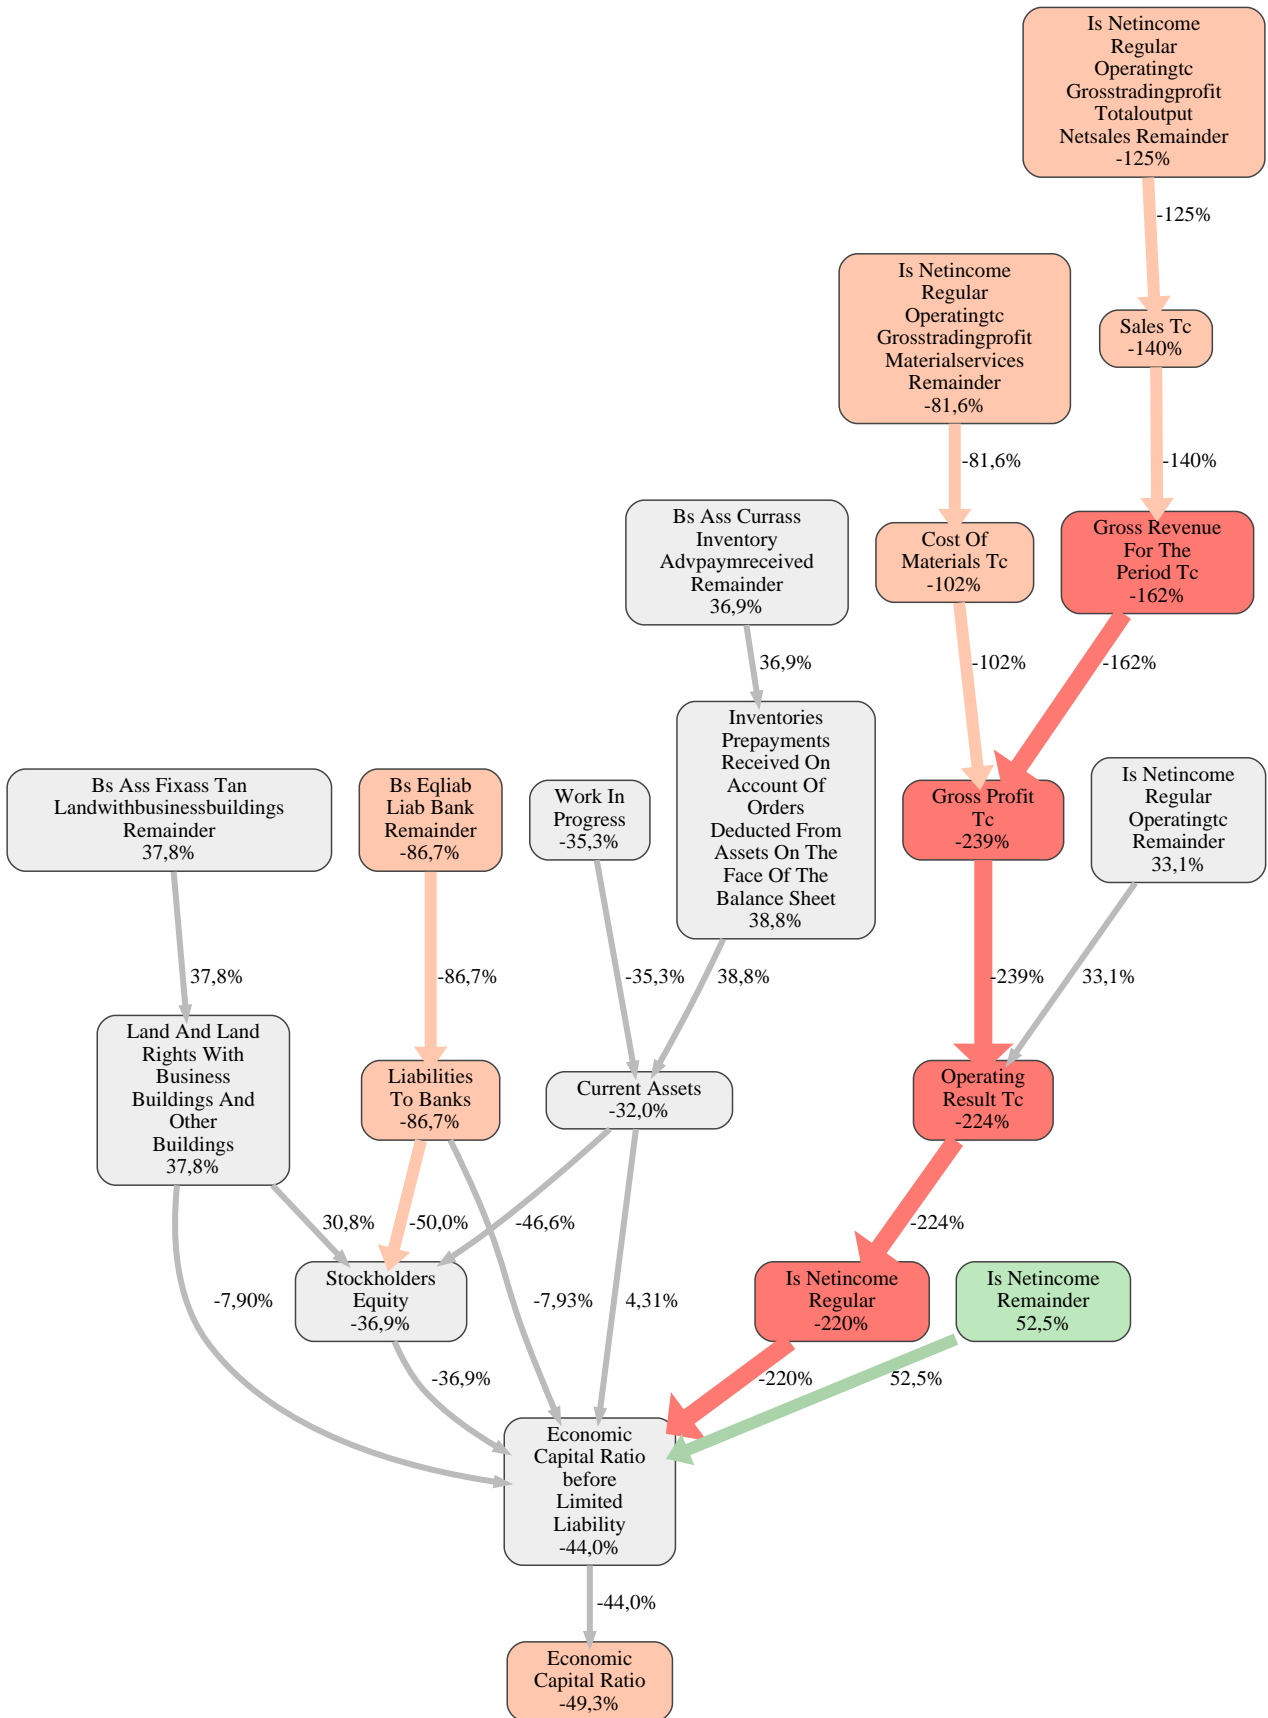 Is Netincome
Regular
Operatingtc
Grosstradingprofit
Totaloutput
Netsales Remainder
-125%
-125%
Is Netincome
Regular
Operatingtc
Grosstradingprofit
Materialservices
Remainder
-81,6%
Sales Tc
-140%
-81,6%
-140%
Bs Ass Currass
Inventory
Advpaymreceived
Remainder
36,9%
Cost Of
Materials Tc
-102%
Gross Revenue
For The
Period Tc
-162%
36,9%
-102%
-162%
Bs Ass Fixass Tan
Landwithbusinessbuildings
Remainder
37,8%
Bs Eqliab
Liab Bank
Remainder
-86,7%
Work In
Progress
-35,3%
Inventories
Prepayments
Received On
Account Of
Orders
Deducted From
Assets On The
Face Of The
Balance Sheet
38,8%
Gross Profit
Tc
-239%
Is Netincome
Regular
Operatingtc
Remainder
33,1%
37,8%
-86,7%
-35,3%
38,8%
-239%
33,1%
Land And Land
Rights With
Business
Buildings And
Other
Buildings
37,8%
Liabilities
To Banks
-86,7%
Current Assets
-32,0%
Operating
Result Tc
-224%
30,8%
-50,0%
-46,6%
-224%
Stockholders
Equity
-36,9%
Is Netincome
Regular
-220%
Is Netincome
Remainder
52,5%
-7,90%
-7,93%
4,31%
-36,9%
-220%
52,5%
Economic
Capital Ratio
before
Limited
Liability
-44,0%
-44,0%
Economic
Capital Ratio
-49,3%